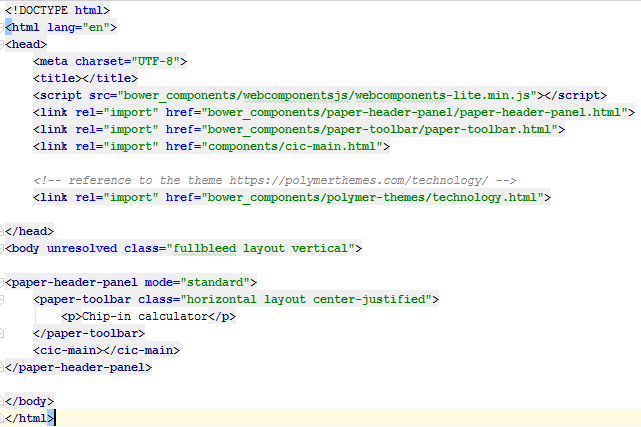 <!DOCTYPE html>
<html lang="en">
<head>
    <meta charset="UTF-8">
    <title></title>
    <script src="bower_components/webcomponentsjs/webcomponents-lite.min.js"></script>
    <link rel="import" href="bower_components/paper-header-panel/paper-header-panel.html">
    <link rel="import" href="bower_components/paper-toolbar/paper-toolbar.html">
    <link rel="import" href="components/cic-main.html">

    <!-- reference to the theme https://polymerthemes.com/technology/ -->
    <link rel="import" href="bower_components/polymer-themes/technology.html">

</head>
<body unresolved class="fullbleed layout vertical">

<paper-header-panel mode="standard">
    <paper-toolbar class="horizontal layout center-justified">
        <p>Chip-in calculator</p>
    </paper-toolbar>
    <cic-main></cic-main>
</paper-header-panel>

</body>
</html>